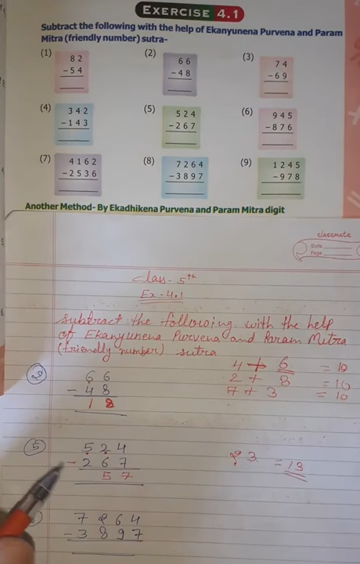 EXERCISE 4.1
Subtract the following with the help of Ekanyunena Purvena and Param
Mitra (friendly number) sutra-
(1) 82
-54
(2) 66
-48
(3) 74
-69
(4) 342
-143
(5) 524
-267
(6) 945
-876
(7) 4162
-2536
(8) 7264
-3897
(9) 1245
-978
Another Method- By Ekadhikena Purvena and Param Mitra digit
classmate
Date
Page
Class- 5th
Ex-4.1
Subtract the following with the help
of Ekanyunena Purvena and Param Mitra
(friendly number) sutra
4 + 6 = 10
2 + 8 = 10
7 + 3 = 10
2)
66
- 48
18
5)
524
- 267
57
= 13
7264
- 3897